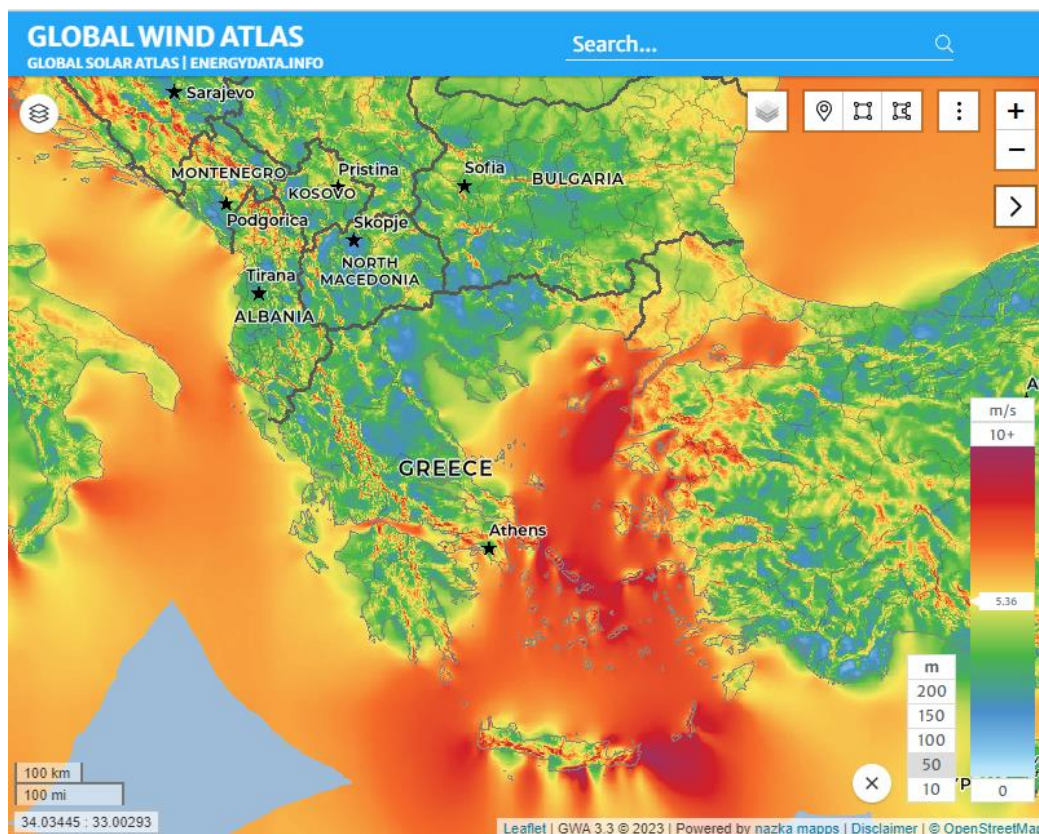 GLOBAL WIND ATLAS
GLOBAL SOLAR ATLAS | ENERGYDATA.INFO
Search...
Sarajevo
MONTENEGRO
Pristina
KOSOVO
Sofia
BULGARIA
Podgorica
Skopje
NORTH
MACEDONIA
Tirana
ALBANIA
GREECE
Athens
A
m/s
10+
5.36
0
m
200
150
100
50
10
YP
100 km
100 mi
34.03445 : 33.00293
Leaflet | GWA 3.3 © 2023 | Powered by nazka mapps | Disclaimer | © OpenStreetMap